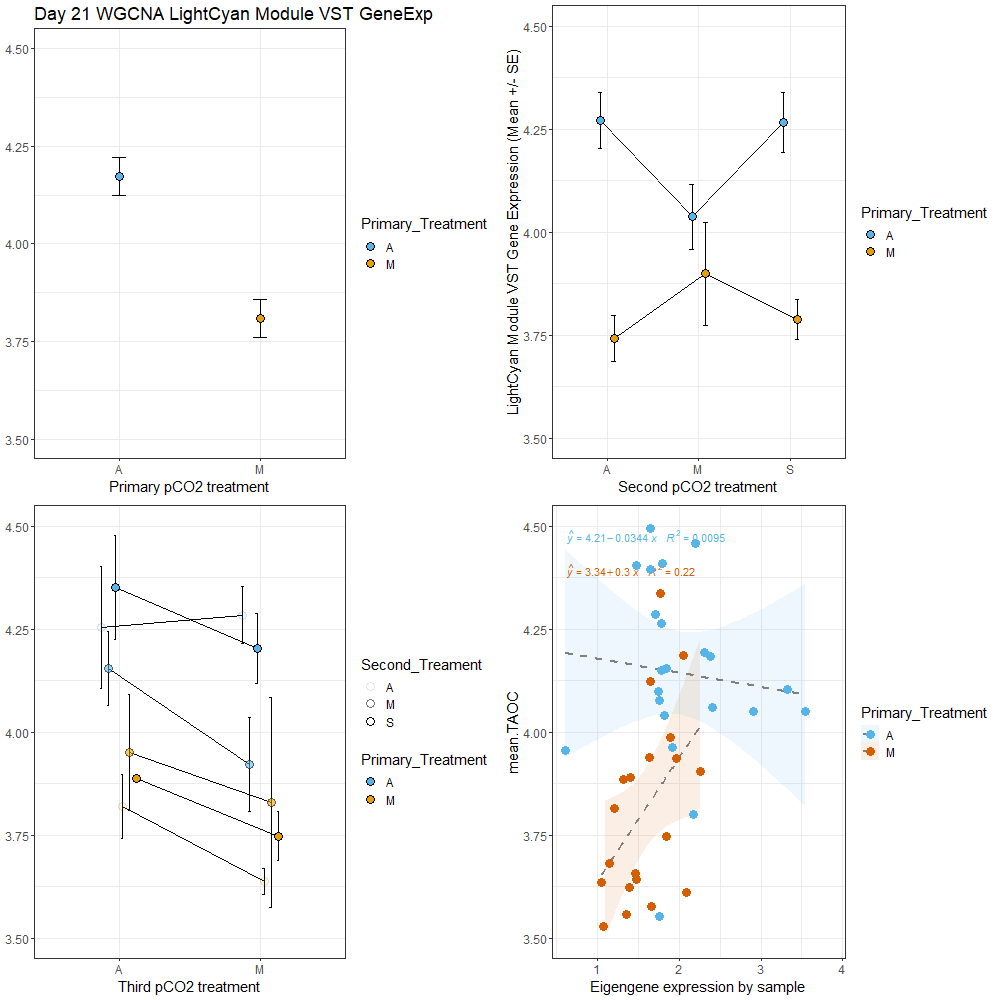 Day 21 WGCNA LightCyan Module VST GeneExp
4.50
4.25
4.00
3.75
3.50
A M
Primary pCO2 treatment
Primary_Treatment
A
M
LightCyan Module VST Gene Expression (Mean +/- SE)
4.50
4.25
4.00
3.75
3.50
A M S
Second pCO2 treatment
Primary_Treatment
A
M
4.50
4.25
4.00
3.75
3.50
A M
Third pCO2 treatment
Second_Treament
A
M
S
Primary_Treatment
A
M
mean.TAOC
4.50
4.25
4.00
3.75
3.50
ŷ = 4.21 − 0.0344 x R² = 0.0095
ŷ = 3.34 + 0.3 x R² = 0.22
1 2 3 4
Eigengene expression by sample
Primary_Treatment
A
M